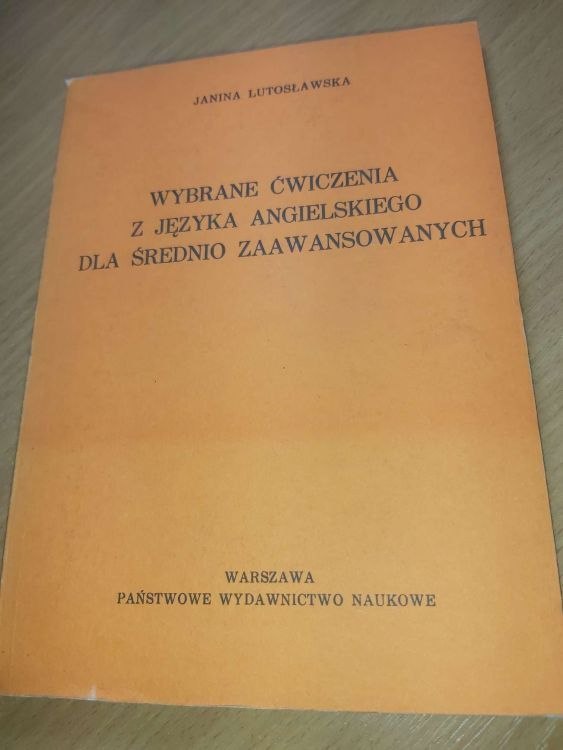 JANINA LUTOSŁAWSKA
WYBRANE ĆWICZENIA
Z JĘZYKA ANGIELSKIEGO
DLA ŚREDNIO ZAAWANSOWANYCH
WARSZAWA
PAŃSTWOWE WYDAWNICTWO NAUKOWE